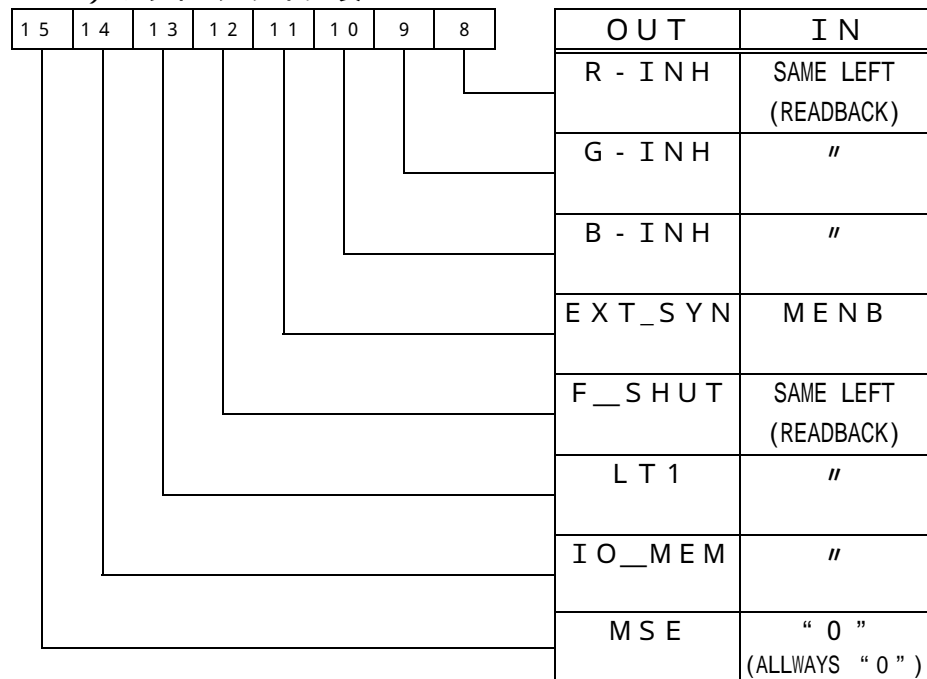 15 14 13 12 11 10 9 8
OUT IN
R-INH SAME LEFT
(READBACK)
G-INH 〃
B-INH 〃
EXT_SYN MENB
F_SHUT SAME LEFT
(READBACK)
LT1 〃
IO_MEM 〃
MSE “0”
(ALLWAYS “0”)